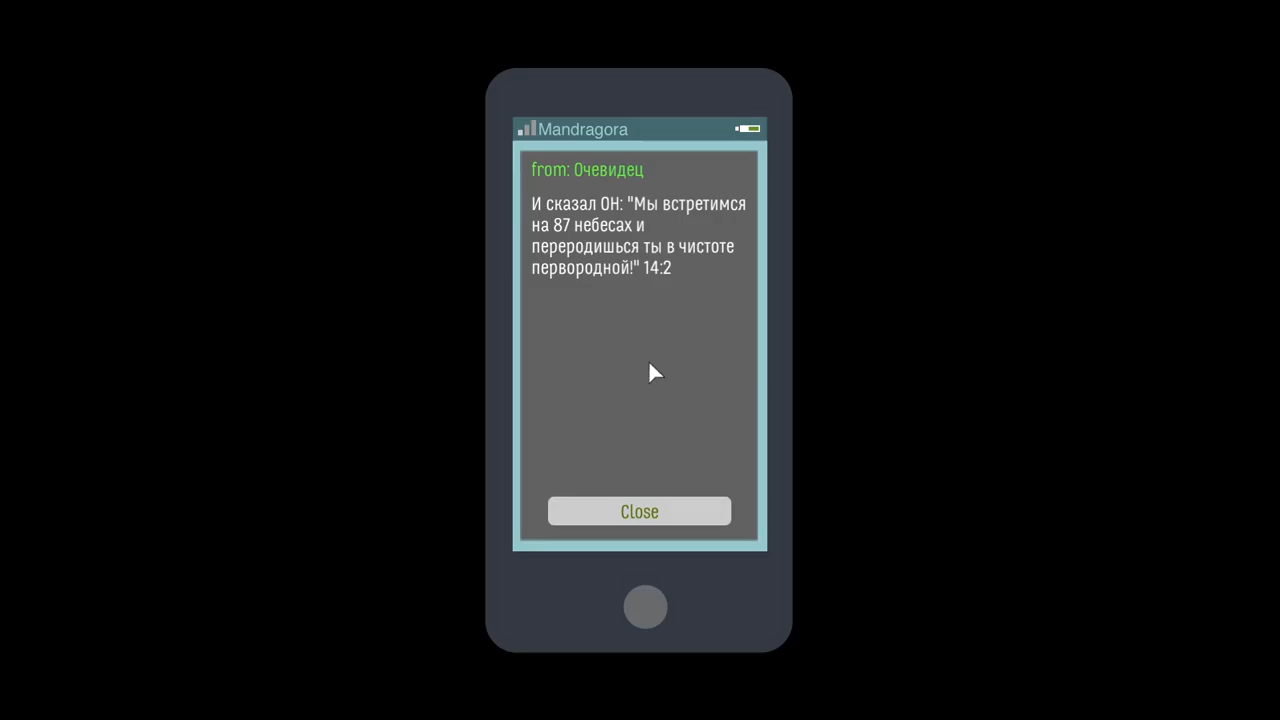 Mandragora
from: Очевидец
И сказал ОН: "Мы встретимся
на 87 небесах и
переродишься ты в чистоте
первородной!" 14:2
Close